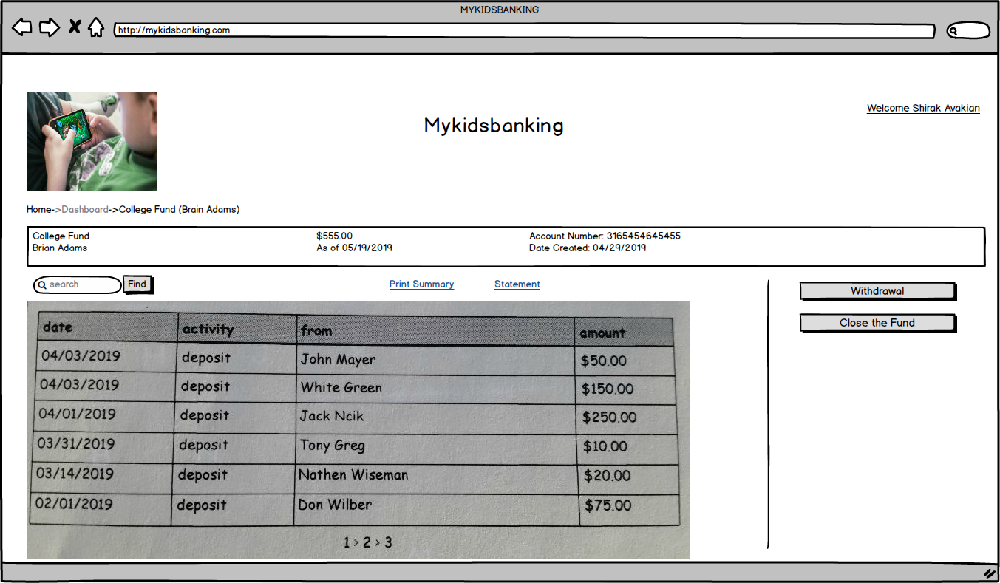 MYKIDSBANKING
http://mykidsbanking.com
Welcome Shirak Avakian
Mykidsbanking
Home->Dashboard->College Fund (Brain Adams)
College Fund $555.00 Account Number: 3165454645455
Brian Adams As of 05/19/2019 Date Created: 04/29/2019
search Find Print Summary Statement Withdrawal
Close the Fund
date activity from amount
04/03/2019 deposit John Mayer $50.00
04/03/2019 deposit White Green $150.00
04/01/2019 deposit Jack Ncik $250.00
03/31/2019 deposit Tony Greg $10.00
03/14/2019 deposit Nathen Wiseman $20.00
02/01/2019 deposit Don Wilber $75.00
1 > 2 > 3